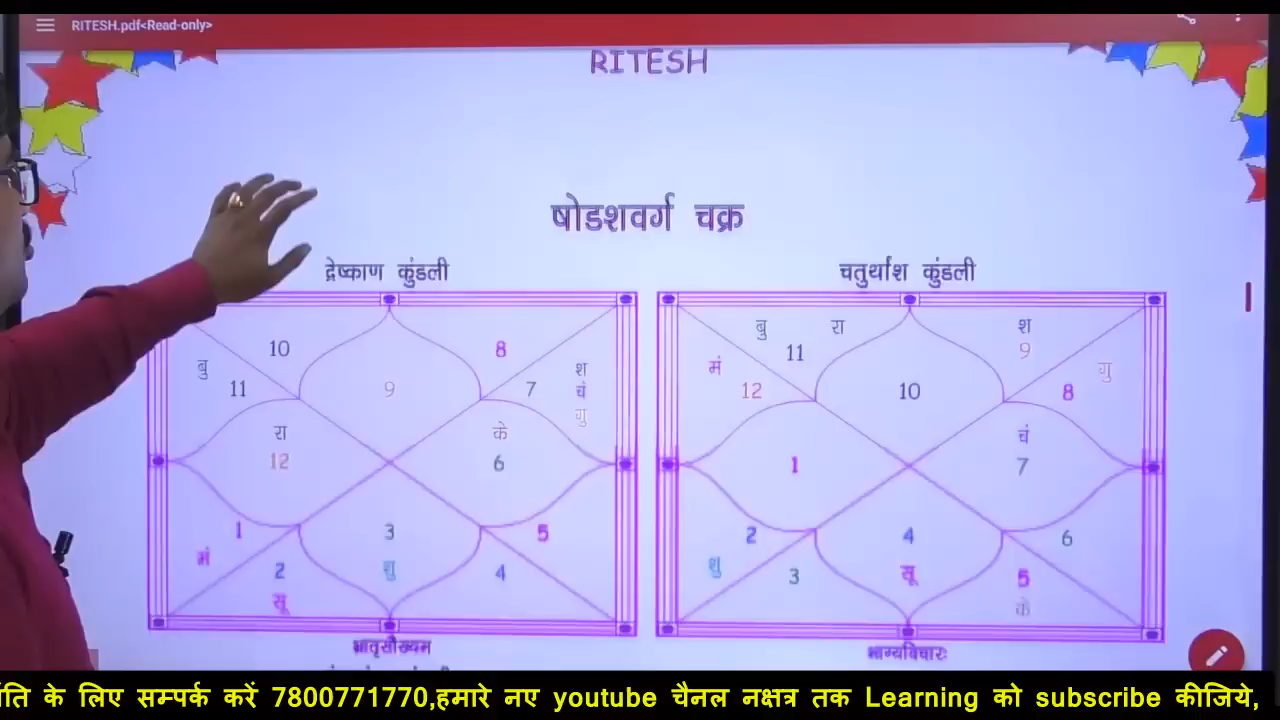 RITESH.pdf<Read-only>
RITESH
षोडशवर्ग चक्र
द्रेष्काण कुंडली
10
8
बु
11
9
7
श
चं
गु
रा
12
के
6
1
मं
3
शु
5
2
सू
4
भ्रातृसौख्यम
चतुर्थांश कुंडली
बु रा
11
श
9
मं
12
10
गु
8
1
चं
7
2
शु
3
4
सू
6
5
के
भाग्यविचारः
के लिए सम्पर्क करें 7800771770,हमारे नए youtube चैनल नक्षत्र तक Learning को subscribe कीजिये,